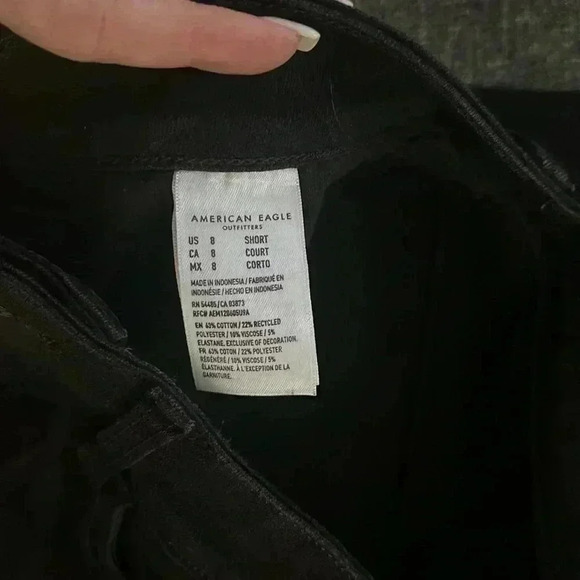 AMERICAN EAGLE
OUTFITTERS
US 8 SHORT
CA 8 COURT
MX 8 CORTO
MADE IN INDONESIA / FABRIQUÉ EN
INDONÉSIE / HECHO EN INDONESIA
RN 54485 / CA 03873
RFC# AEM120605U9A
EN 63% COTTON / 22% RECYCLED
POLYESTER / 10% VISCOSE / 5%
ELASTANE, EXCLUSIVE OF DECORATION.
FR 63% COTON / 22% POLYESTER
RÉGÉNÉRÉ / 10% VISCOSE / 5%
ÉLASTHANNE. À L'EXCEPTION DE LA
GARNITURE.